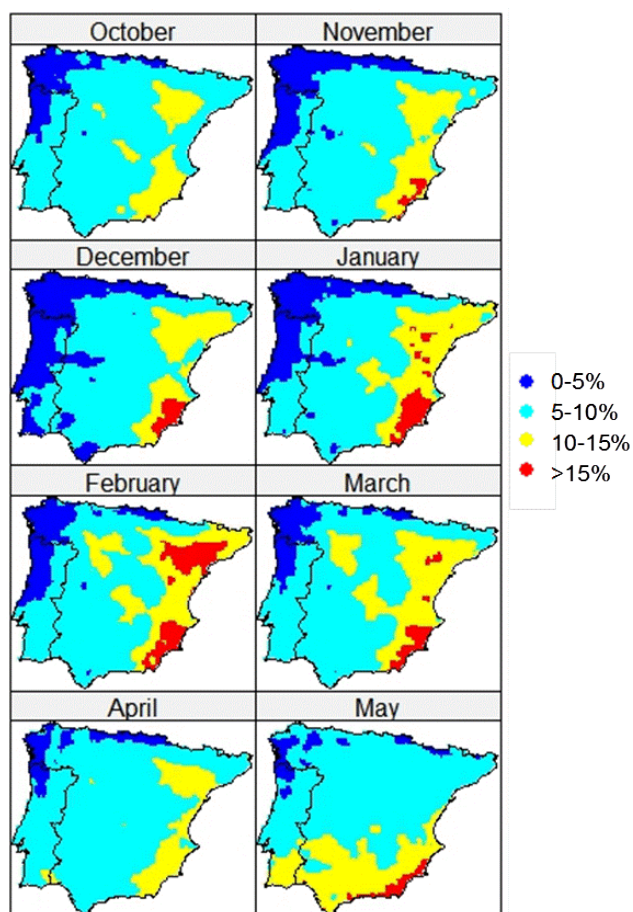 October
November
December
January
February
March
April
May
0-5%
5-10%
10-15%
>15%